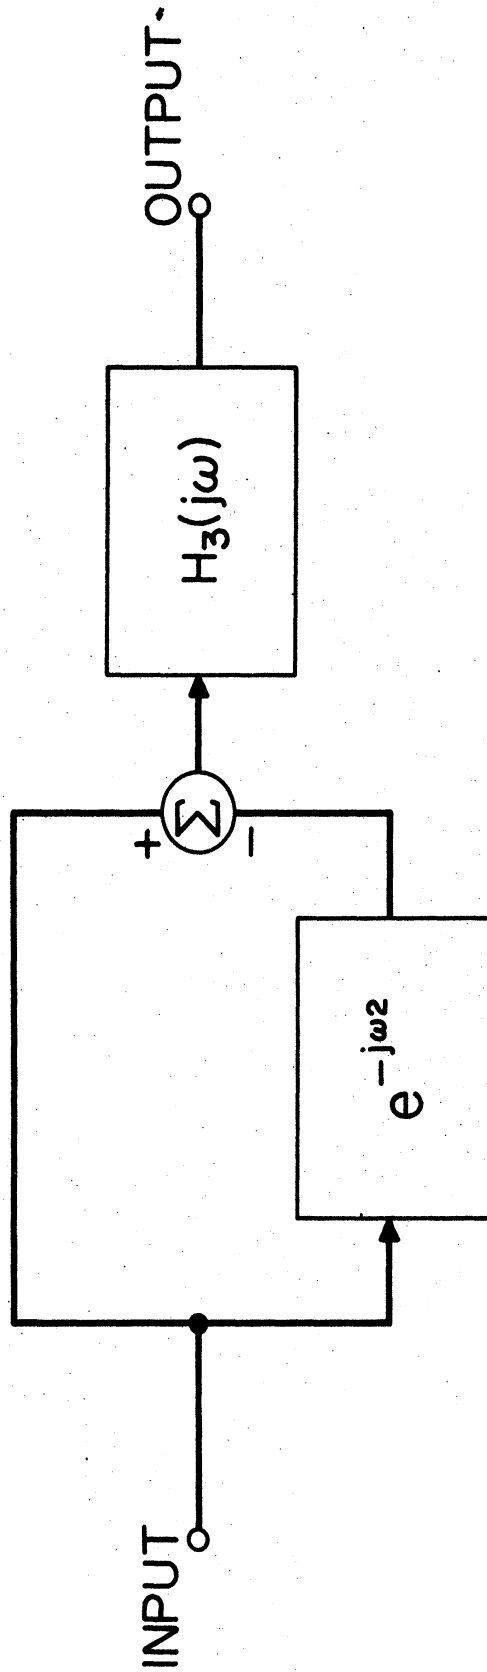 INPUT
+
Σ
−
e^{-jω2}
H₃(jω)
OUTPUT